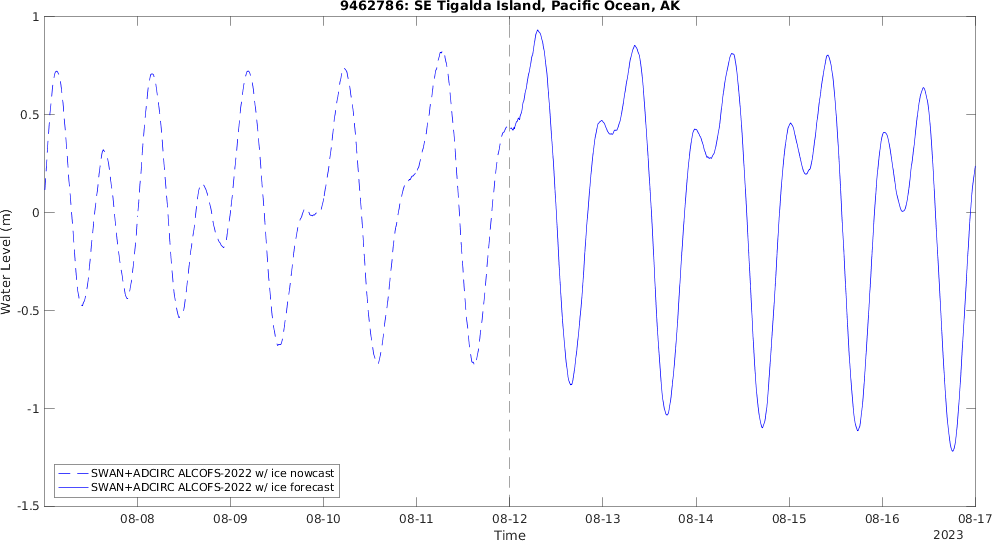 9462786: SE Tigalda Island, Pacific Ocean, AK
Water Level (m)
1
0.5
0
-0.5
-1
-1.5
SWAN+ADCIRC ALCOFS-2022 w/ ice nowcast
SWAN+ADCIRC ALCOFS-2022 w/ ice forecast
08-08 08-09 08-10 08-11 08-12 08-13 08-14 08-15 08-16 08-17
Time
2023